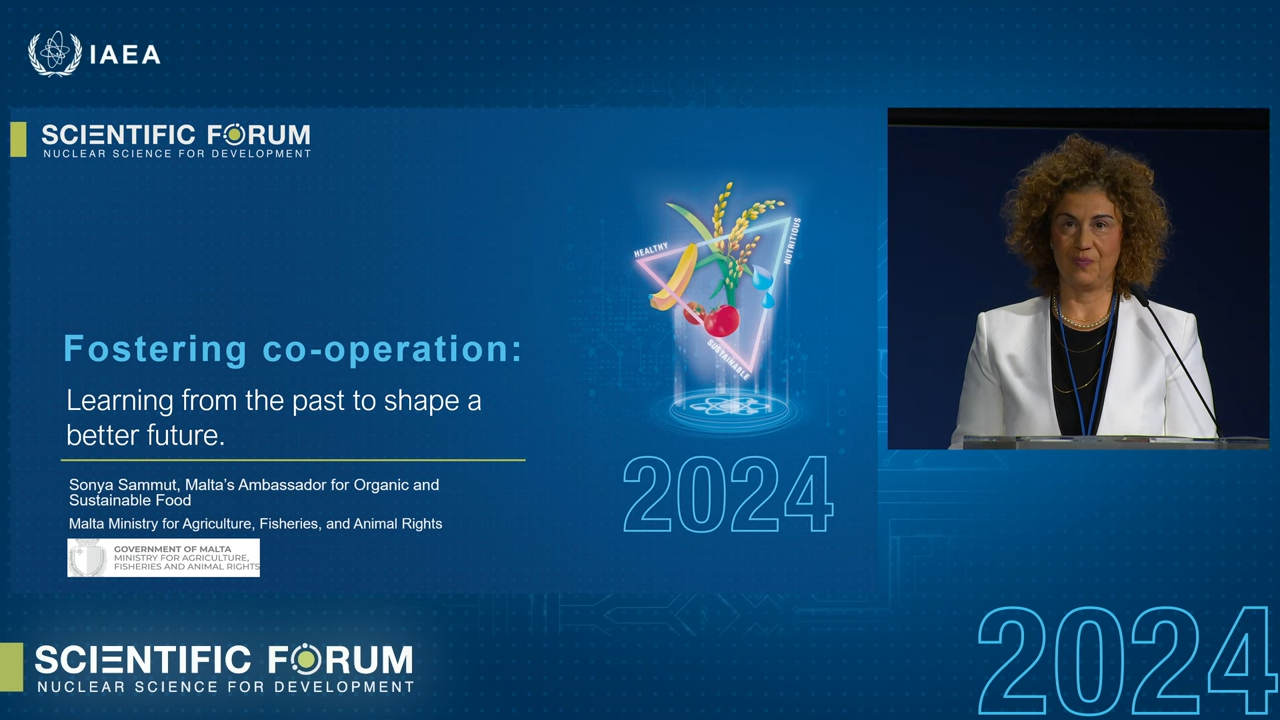 IAEA
SCIENTIFIC FORUM
NUCLEAR SCIENCE FOR DEVELOPMENT
HEALTHY
NUTRITIOUS
SUSTAINABLE
Fostering co-operation:
Learning from the past to shape a
better future.
Sonya Sammut, Malta's Ambassador for Organic and
Sustainable Food
Malta Ministry for Agriculture, Fisheries, and Animal Rights
GOVERNMENT OF MALTA
MINISTRY FOR AGRICULTURE,
FISHERIES AND ANIMAL RIGHTS
2024
SCIENTIFIC FORUM
NUCLEAR SCIENCE FOR DEVELOPMENT
2024